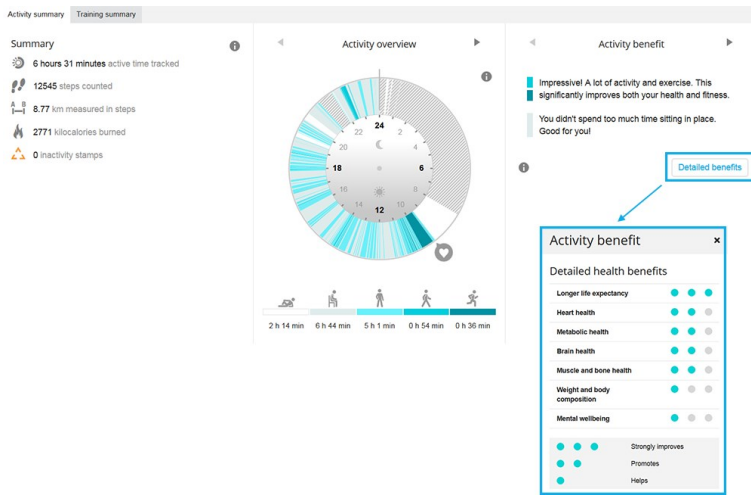 Activity summary
Training summary
Summary
6 hours 31 minutes active time tracked
12545 steps counted
A B
8.77 km measured in steps
2771 kilocalories burned
0 inactivity stamps
Activity overview
24
2
4
6
8
10
12
14
16
18
20
22
2 h 14 min
6 h 44 min
5 h 1 min
0 h 54 min
0 h 36 min
Activity benefit
Impressive! A lot of activity and exercise. This
significantly improves both your health and fitness.
You didn't spend too much time sitting in place.
Good for you!
Detailed benefits
Activity benefit
×
Detailed health benefits
Longer life expectancy
Heart health
Metabolic health
Brain health
Muscle and bone health
Weight and body
composition
Mental wellbeing
Strongly improves
Promotes
Helps